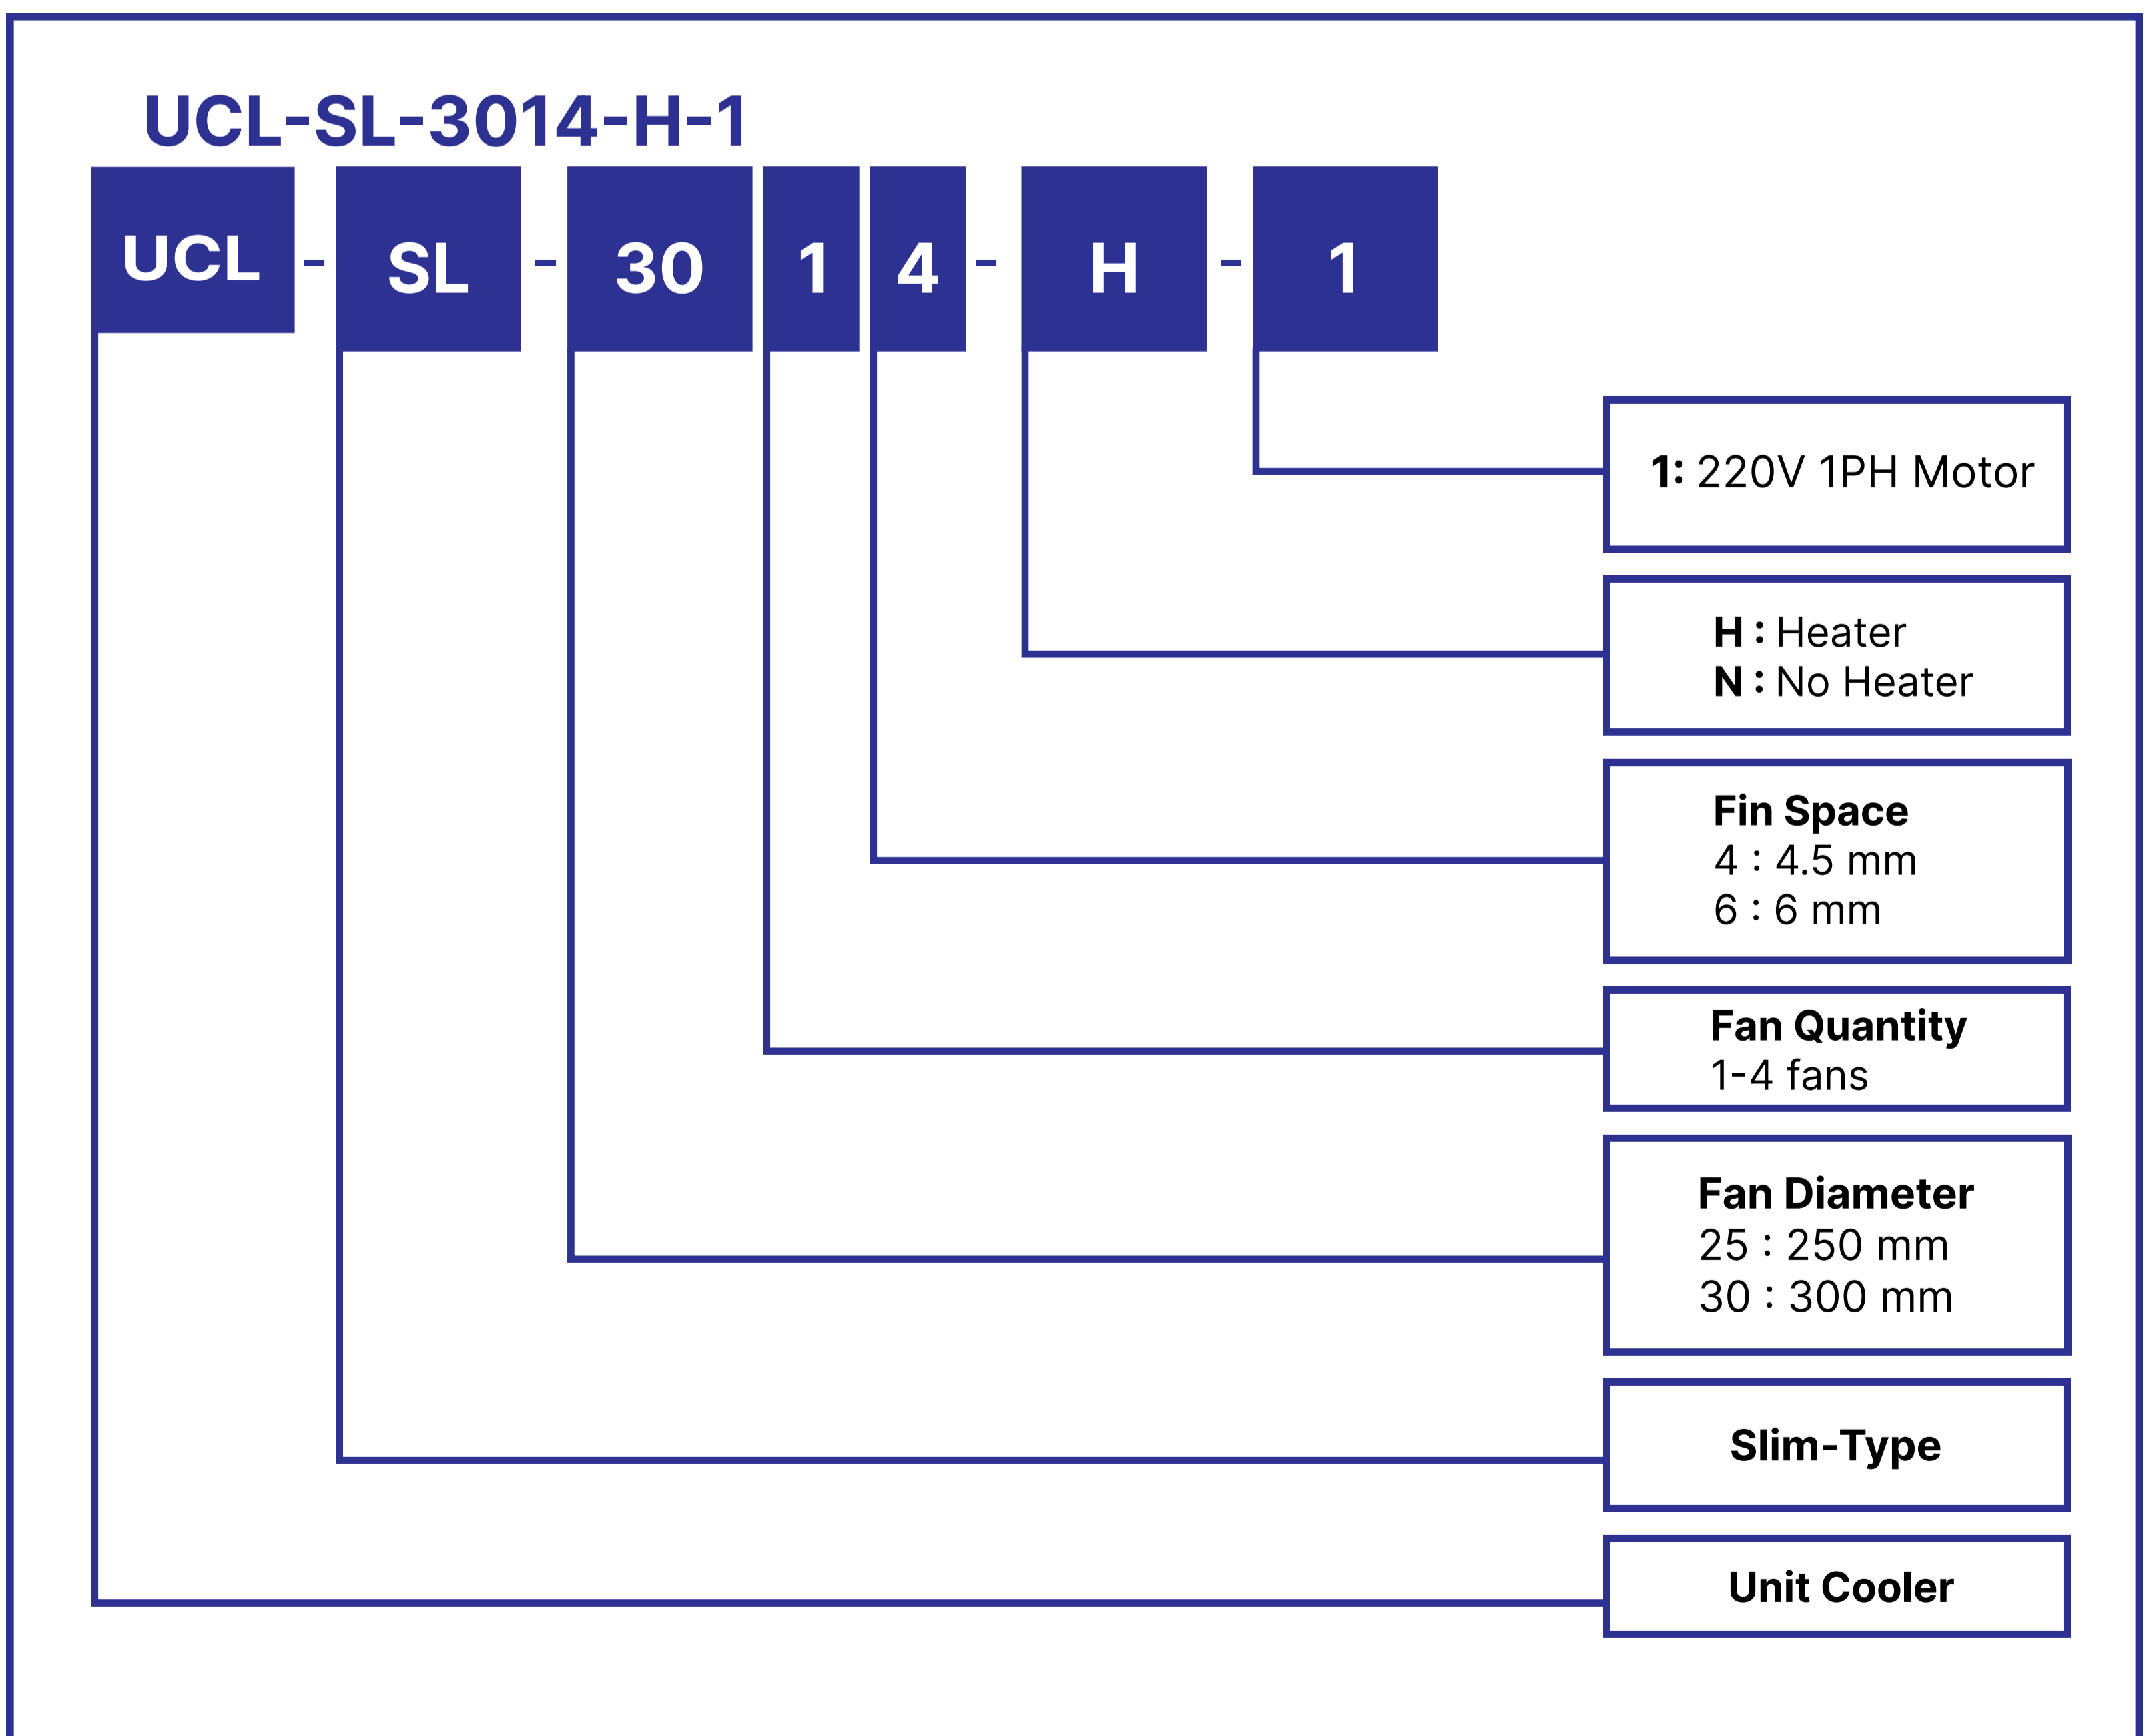 UCL-SL-3014-H-1
UCL - SL - 30 1 4 - H - 1
1: 220V 1PH Motor
H : Heater
N : No Heater
Fin Space
4 : 4.5 mm
6 : 6 mm
Fan Quantity
1-4 fans
Fan Diameter
25 : 250 mm
30 : 300 mm
Slim-Type
Unit Cooler